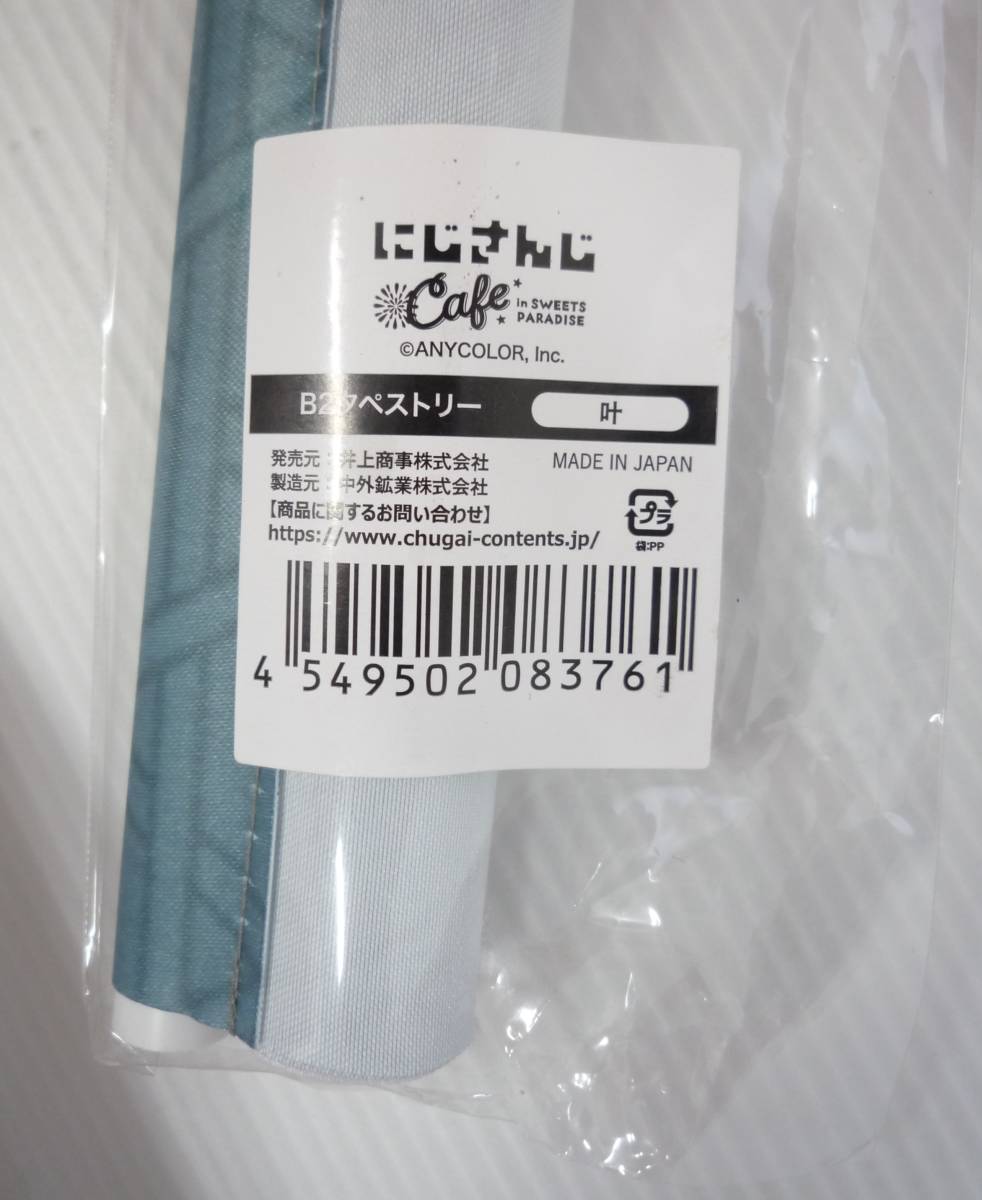 にじさんじ
Cafe in SWEETS
PARADISE
©ANYCOLOR, Inc.
B2タペストリー 叶
発売元:井上商事株式会社 MADE IN JAPAN
製造元:中外鉱業株式会社
【商品に関するお問い合わせ】
https://www.chugai-contents.jp/
プラ
袋:PP
4 549502 083761